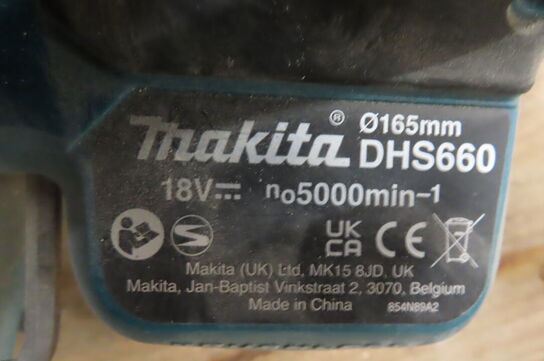 Makita® Ø165mm
DHS660
18V⎓ n₀5000min-1
UK
CA CE
Makita (UK) Ltd, MK15 8JD, UK
Makita, Jan-Baptist Vinkstraat 2, 3070, Belgium
Made in China 854N89A2